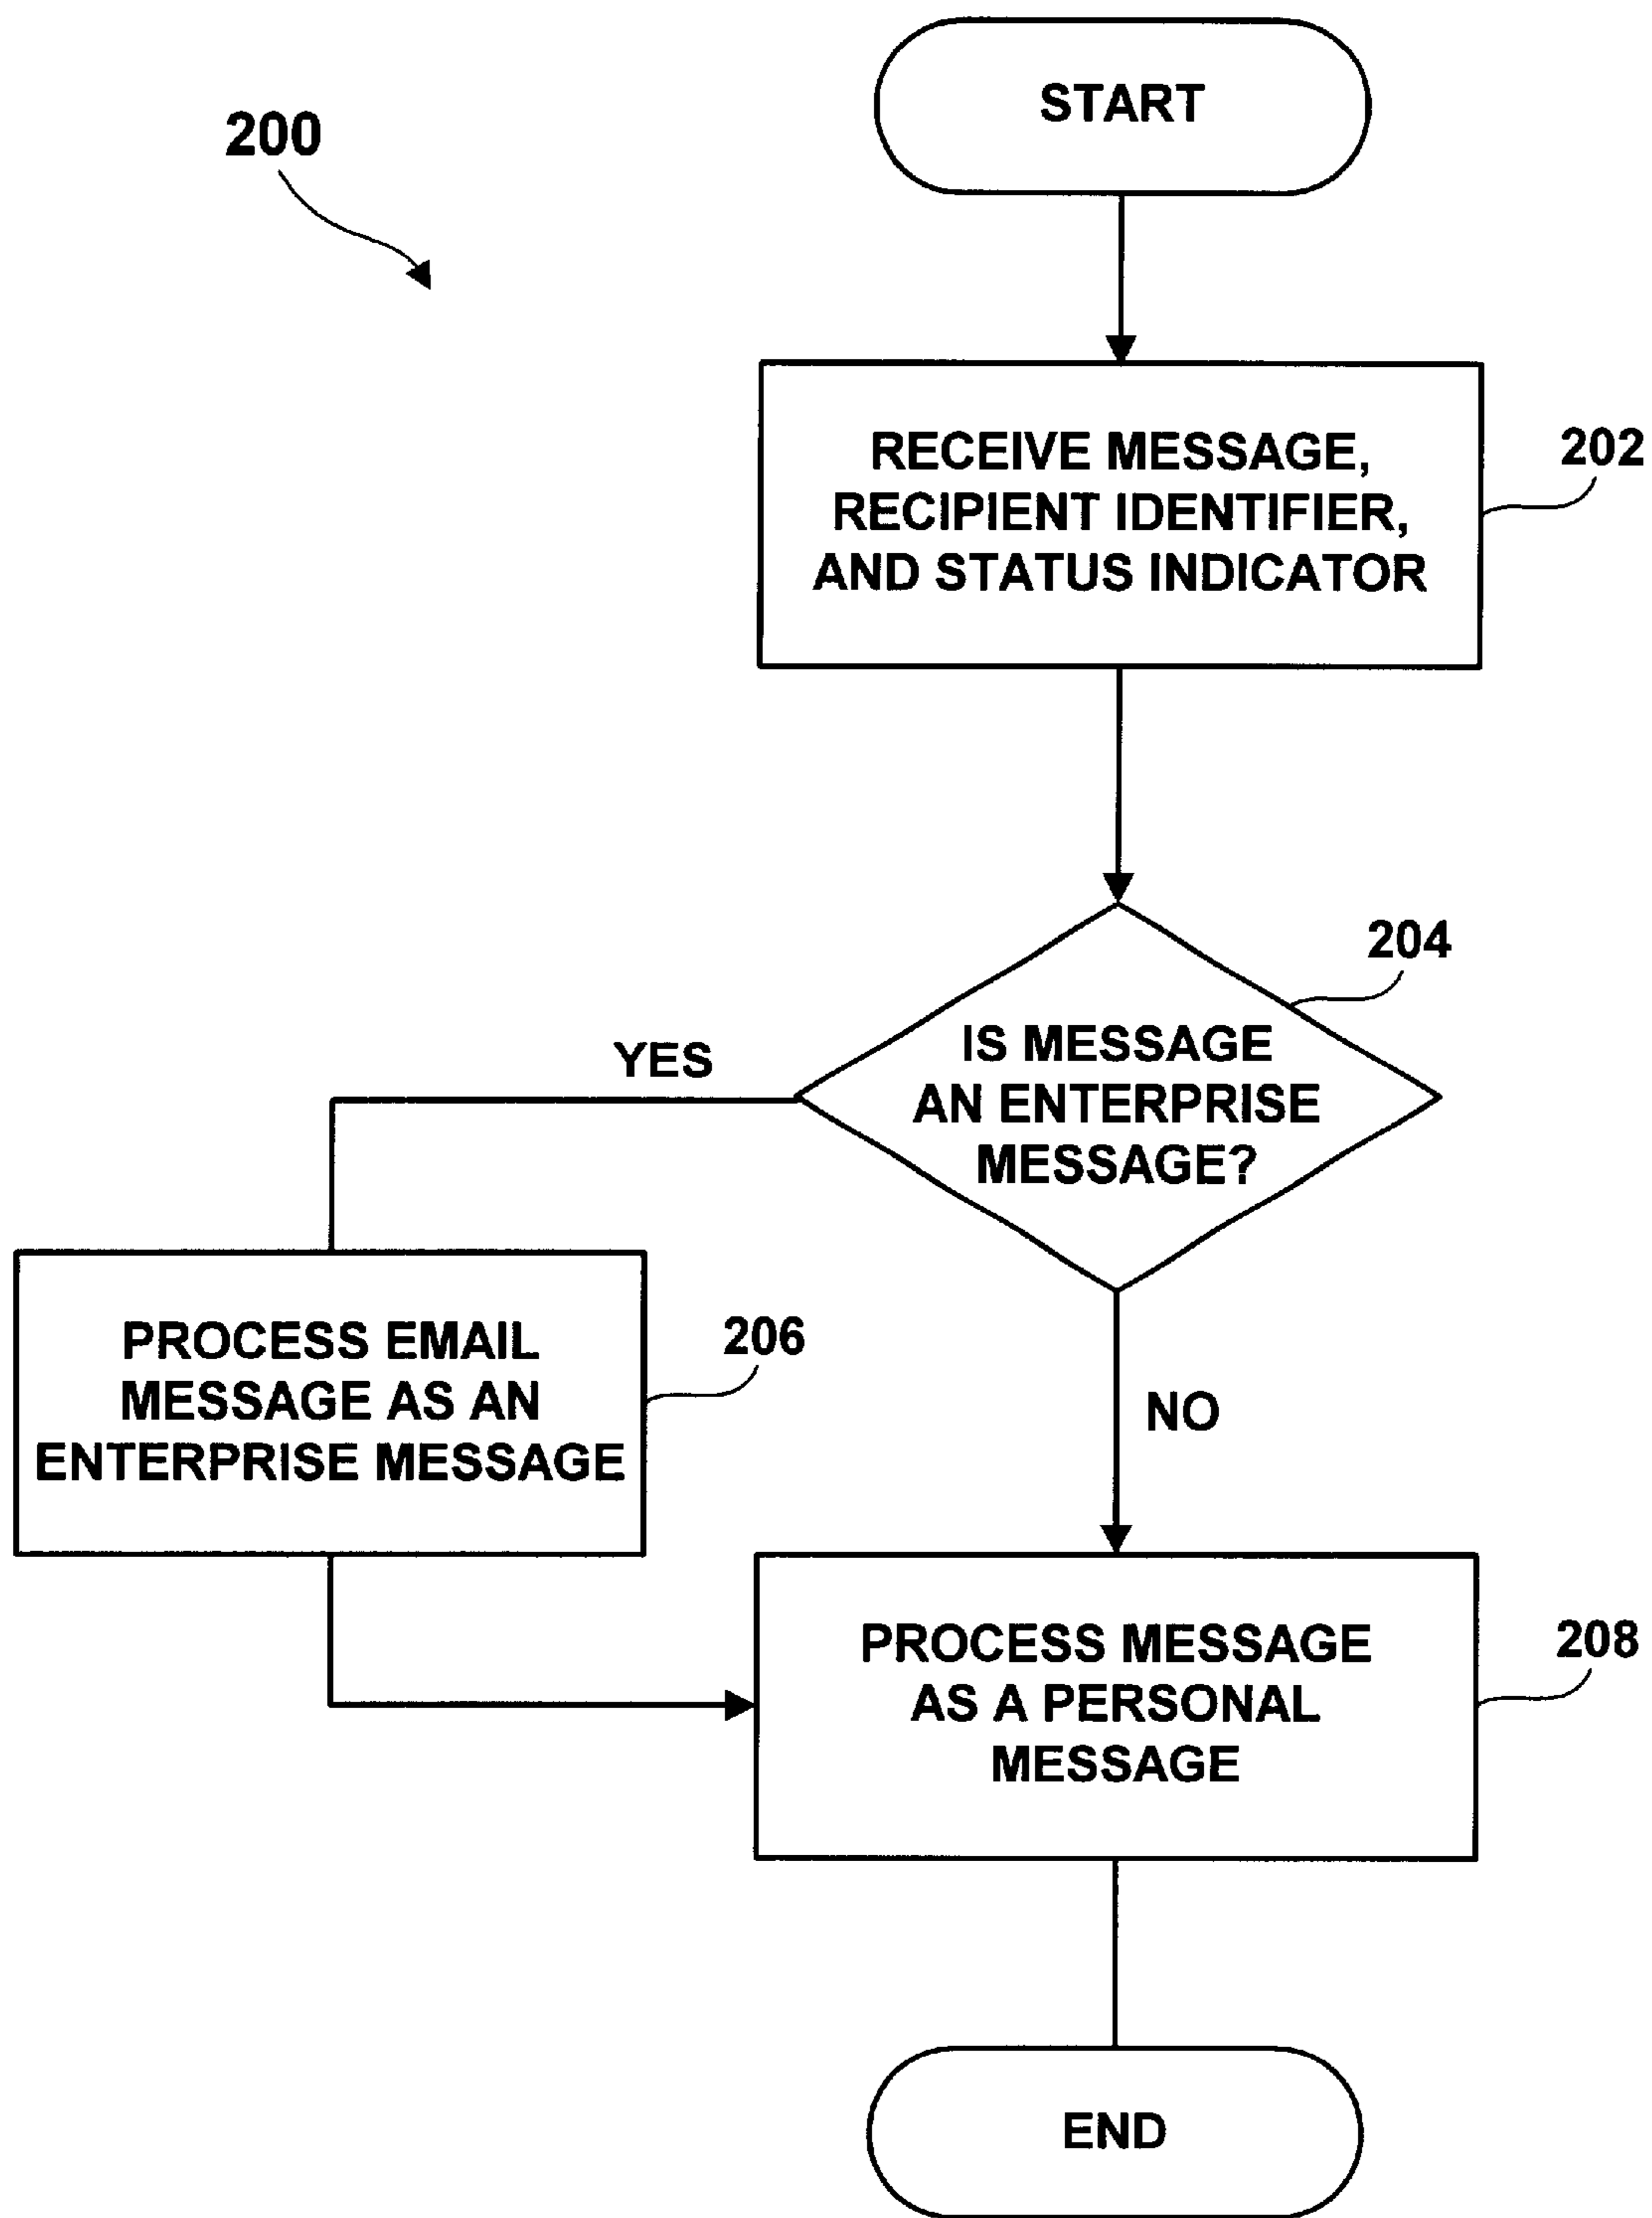 START
200
RECEIVE MESSAGE,
RECIPIENT IDENTIFIER,
AND STATUS INDICATOR
202
204
IS MESSAGE
AN ENTERPRISE
MESSAGE?
YES
PROCESS EMAIL
MESSAGE AS AN
ENTERPRISE MESSAGE
206
NO
PROCESS MESSAGE
AS A PERSONAL
MESSAGE
208
END